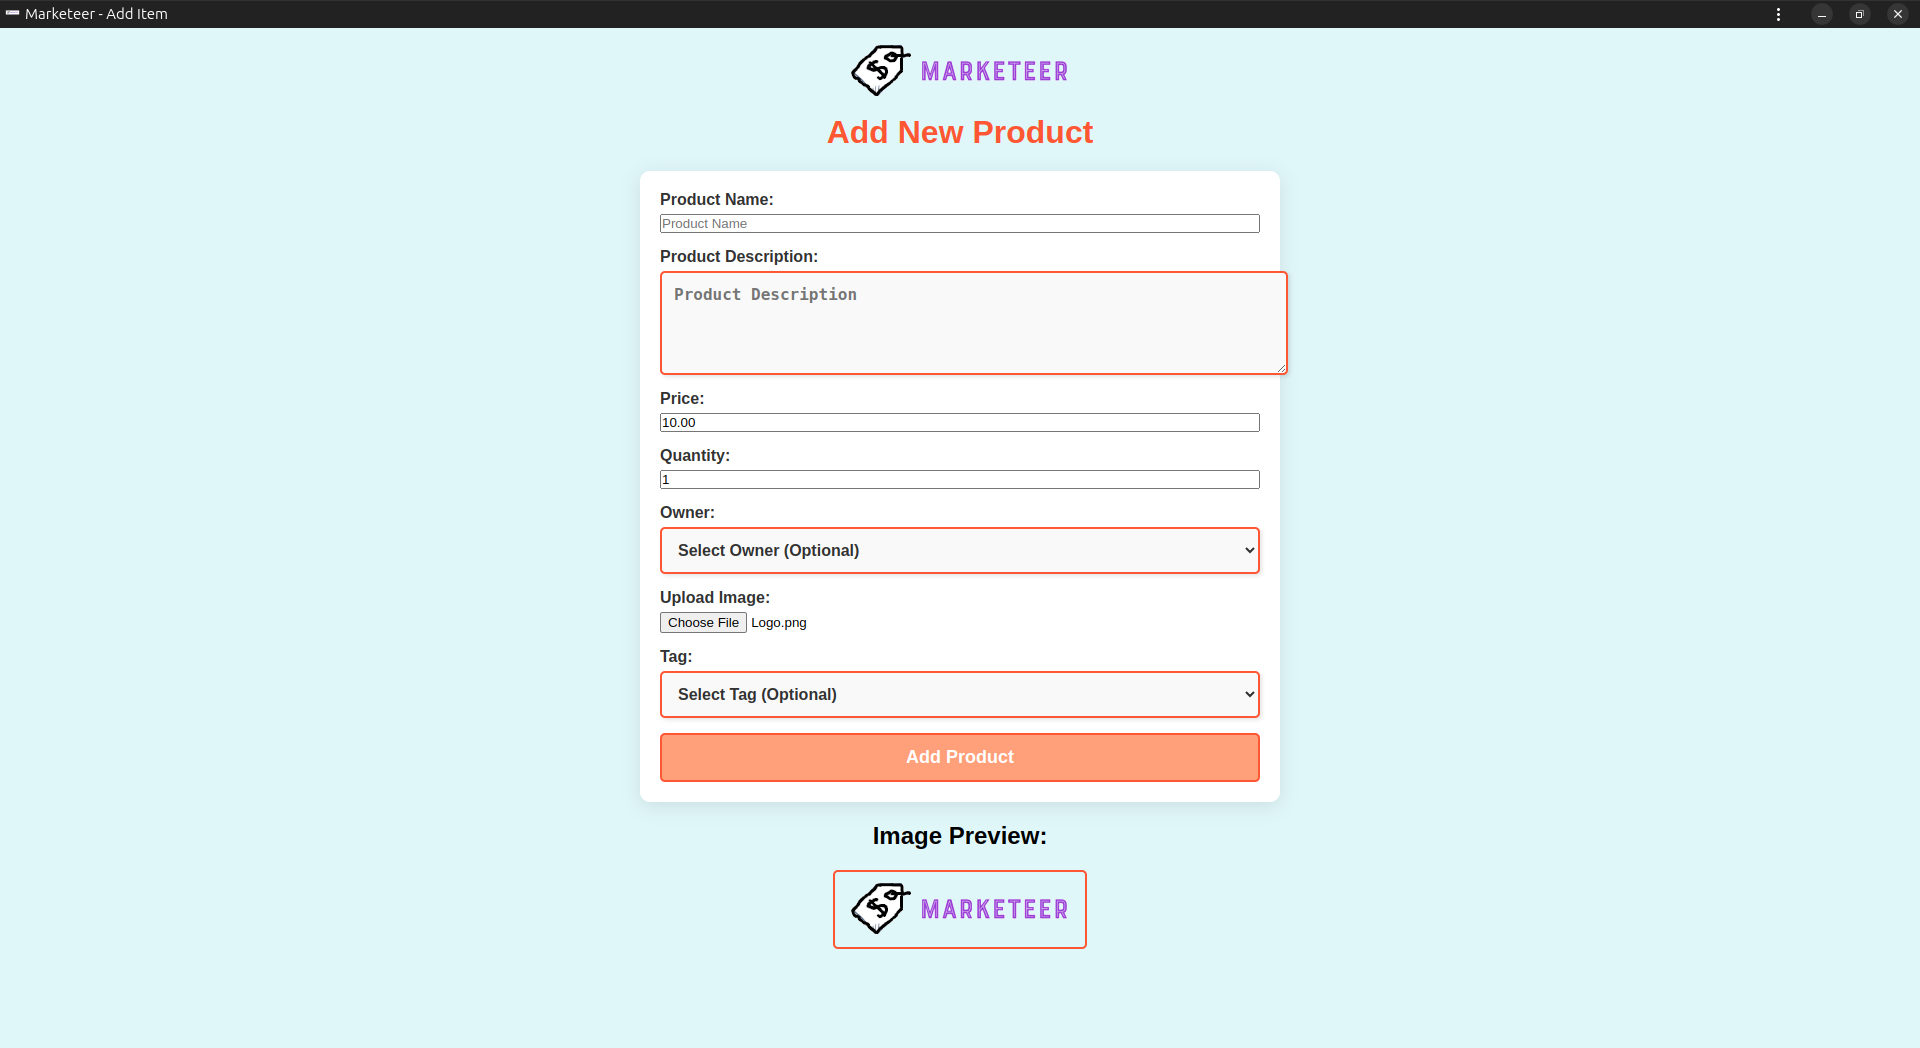 Marketeer - Add Item
MARKETEER
Add New Product
Product Name:
Product Name
Product Description:
Product Description
Price:
10.00
Quantity:
1
Owner:
Select Owner (Optional)
Upload Image:
Choose File Logo.png
Tag:
Select Tag (Optional)
Add Product
Image Preview:
MARKETEER